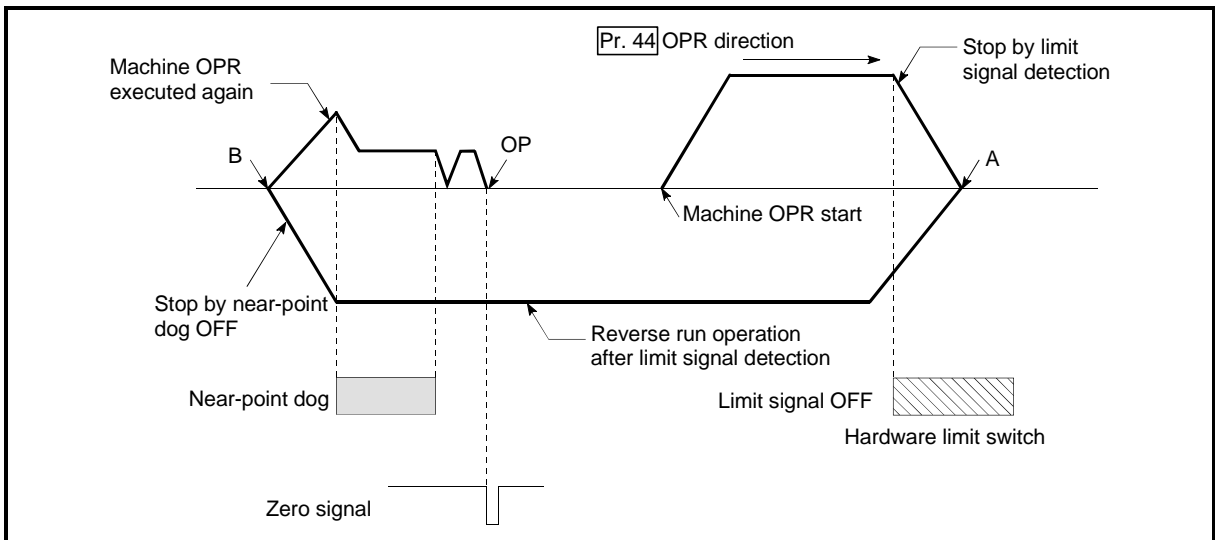 Pr. 44 OPR direction
Stop by limit
signal detection
Machine OPR
executed again
B
OP
A
Machine OPR start
Stop by near-point
dog OFF
Reverse run operation
after limit signal detection
Near-point dog
Limit signal OFF
Hardware limit switch
Zero signal